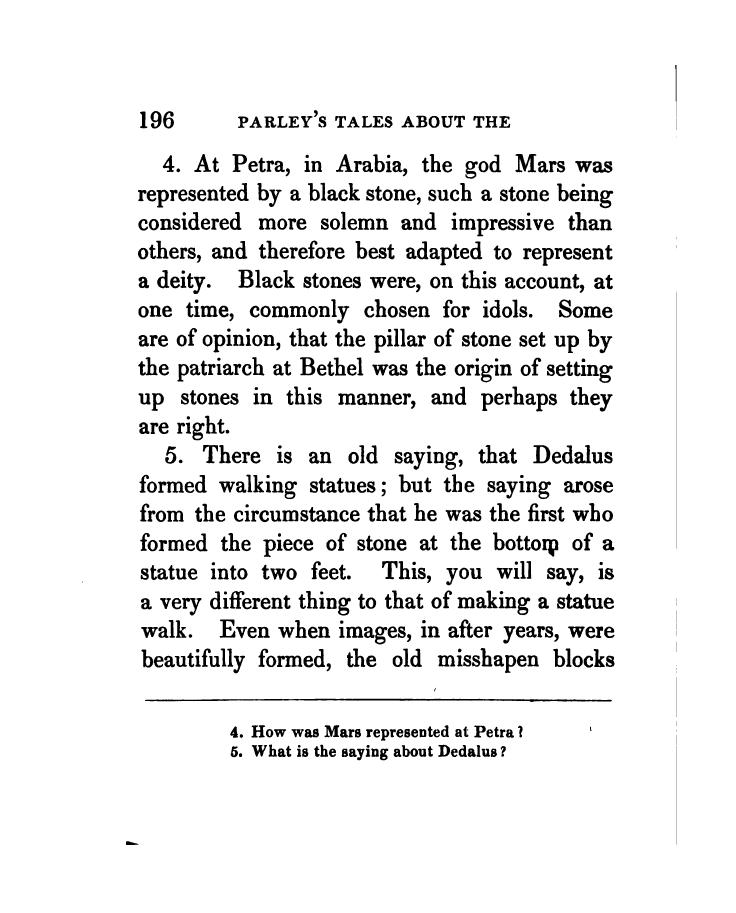 196 PARLEY'S TALES ABOUT THE
4. At Petra, in Arabia, the god Mars was
represented by a black stone, such a stone being
considered more solemn and impressive than
others, and therefore best adapted to represent
a deity. Black stones were, on this account, at
one time, commonly chosen for idols. Some
are of opinion, that the pillar of stone set up by
the patriarch at Bethel was the origin of setting
up stones in this manner, and perhaps they
are right.
5. There is an old saying, that Dedalus
formed walking statues; but the saying arose
from the circumstance that he was the first who
formed the piece of stone at the bottom of a
statue into two feet. This, you will say, is
a very different thing to that of making a statue
walk. Even when images, in after years, were
beautifully formed, the old misshapen blocks
4. How was Mars represented at Petra?
5. What is the saying about Dedalus?